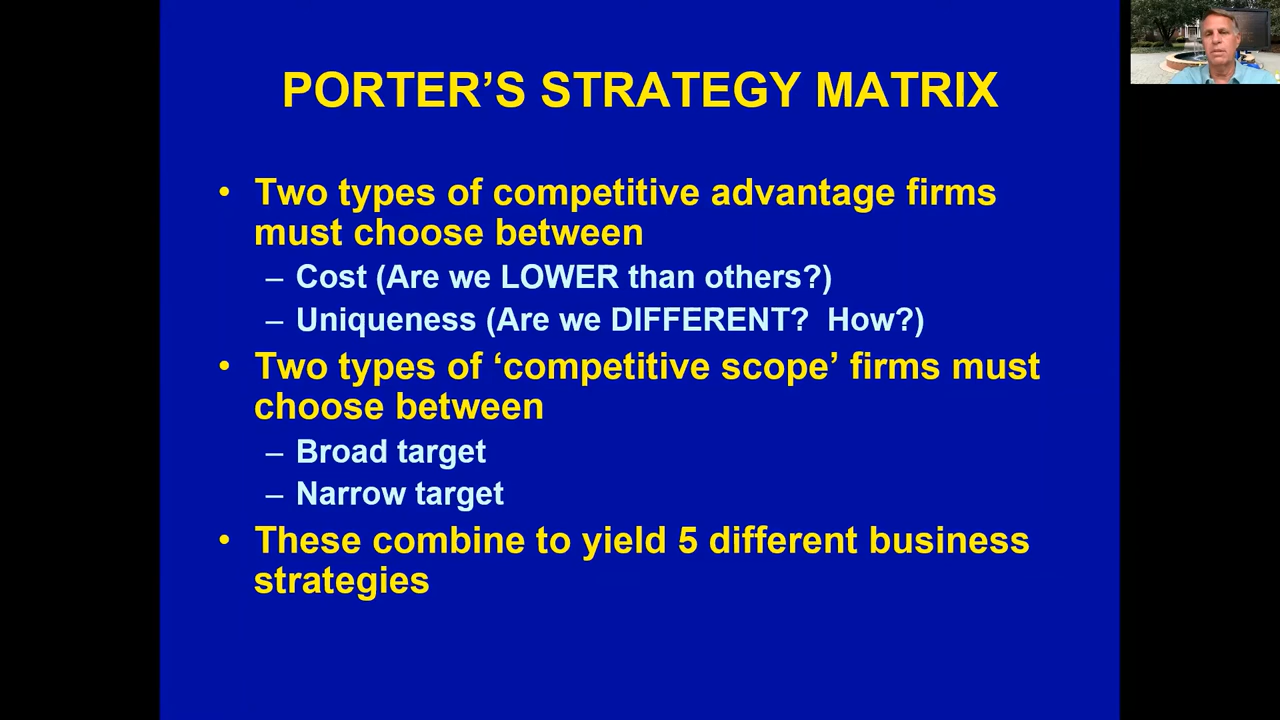 PORTER’S STRATEGY MATRIX
• Two types of competitive advantage firms
must choose between
– Cost (Are we LOWER than others?)
– Uniqueness (Are we DIFFERENT?  How?)
• Two types of ‘competitive scope’ firms must
choose between
– Broad target
– Narrow target
• These combine to yield 5 different business
strategies